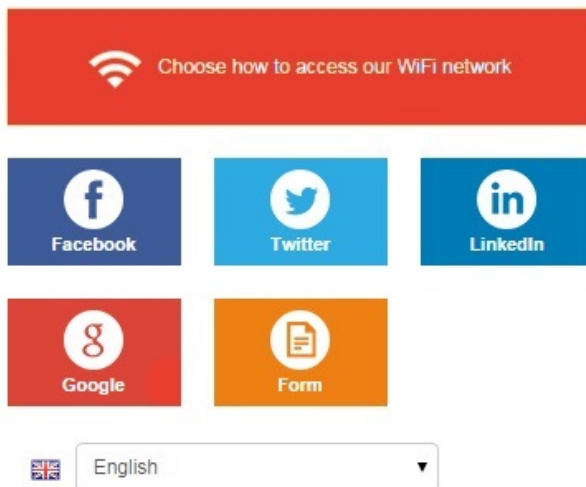 Choose how to access our WiFi network
Facebook
Twitter
LinkedIn
Google
Form
English